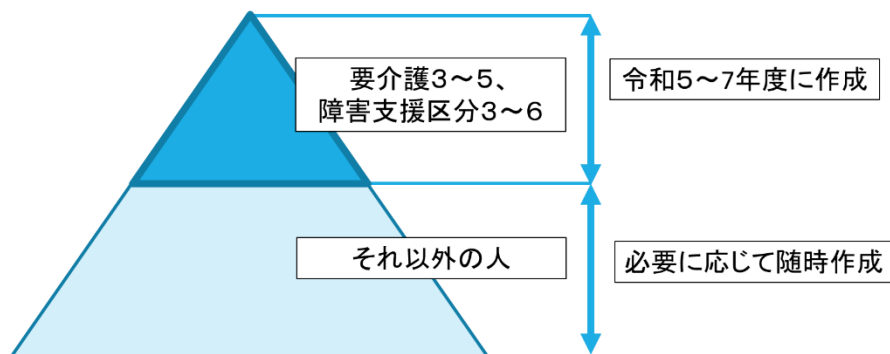 要介護３～５、
障害支援区分３～６
令和５～7年度に作成
それ以外の人
必要に応じて随時作成